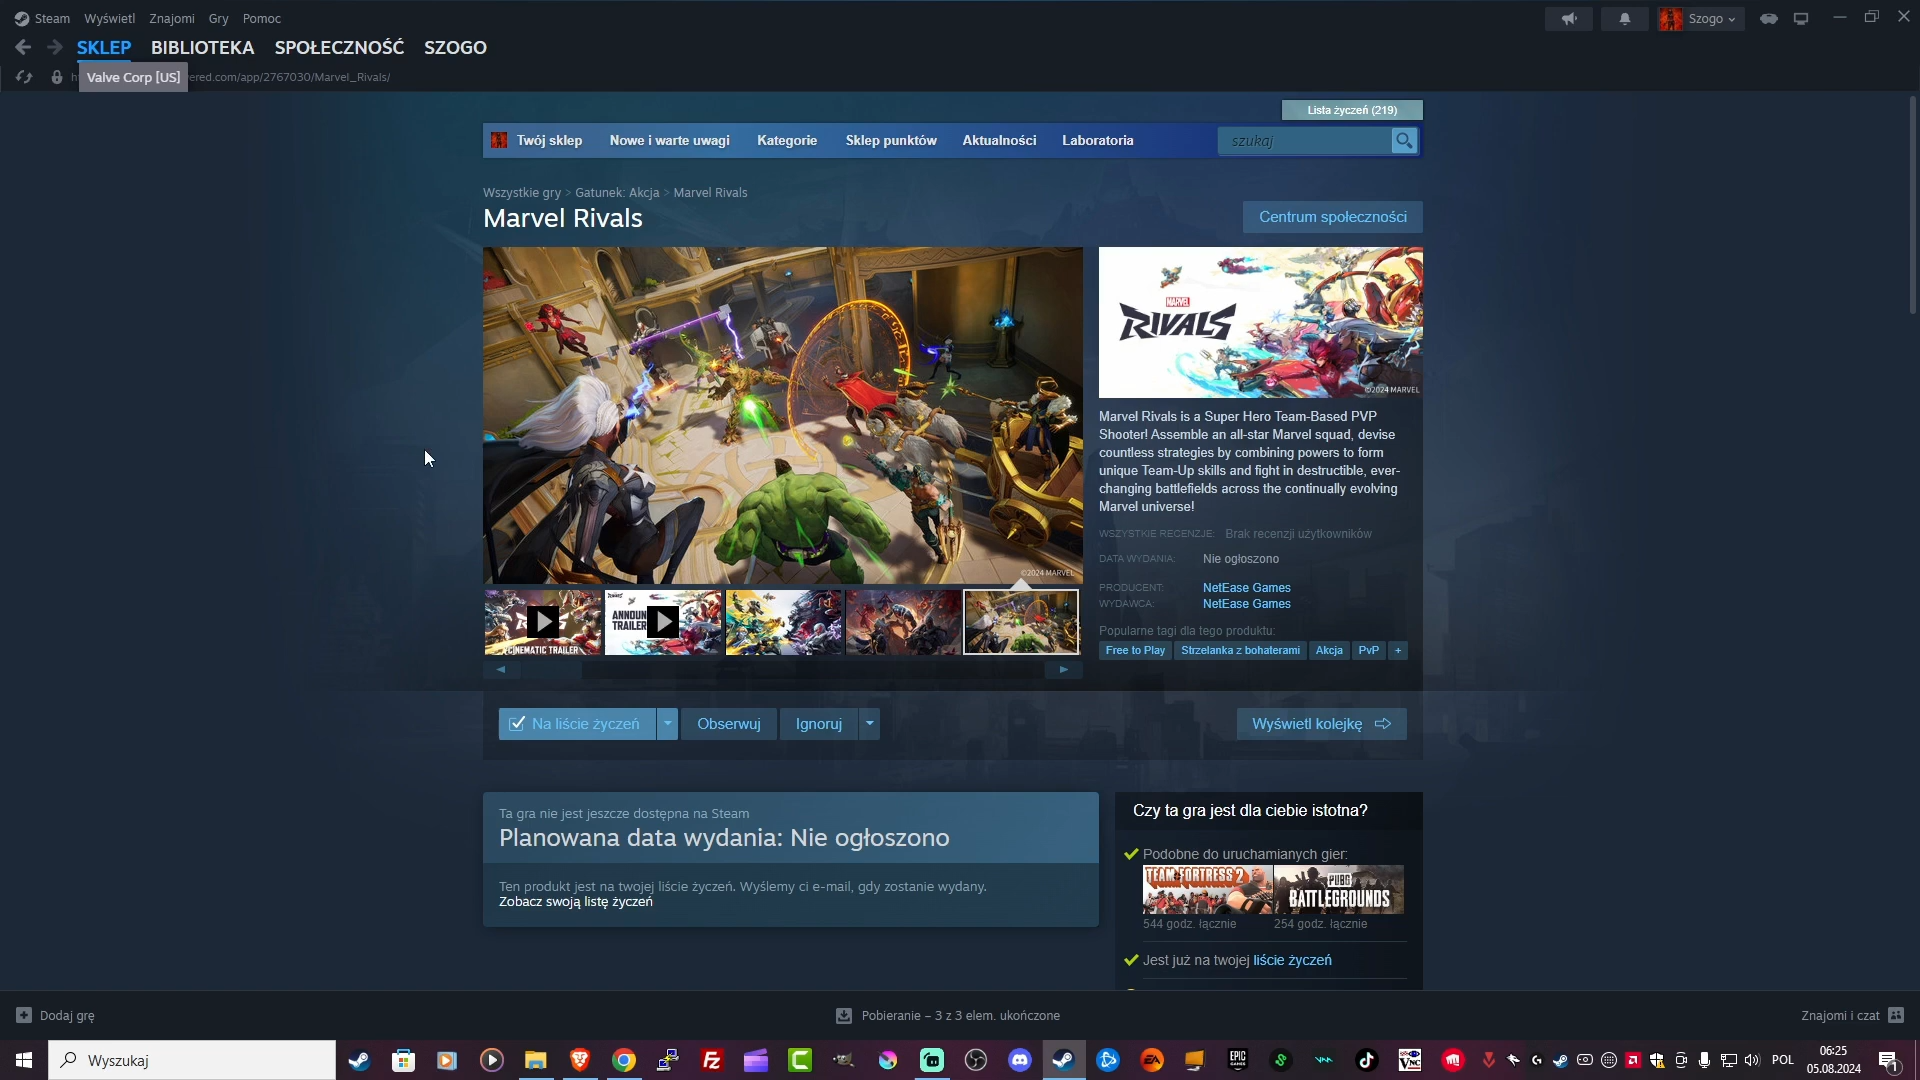 Steam Wyświetl Znajomi Gry Pomoc
Szogo
SKLEP BIBLIOTEKA SPOŁECZNOŚĆ SZOGO
Valve Corp [US]
ered.com/app/2767030/Marvel_Rivals/
Lista życzeń (219)
Twój sklep Nowe i warte uwagi Kategorie Sklep punktów Aktualności Laboratoria szukaj
Wszystkie gry > Gatunek: Akcja > Marvel Rivals
Marvel Rivals
Centrum społeczności
MARVEL
RIVALS
©2024 MARVEL
Marvel Rivals is a Super Hero Team-Based PVP
Shooter! Assemble an all-star Marvel squad, devise
countless strategies by combining powers to form
unique Team-Up skills and fight in destructible, ever-
changing battlefields across the continually evolving
Marvel universe!
WSZYSTKIE RECENZJE: Brak recenzji użytkowników
DATA WYDANIA: Nie ogłoszono
©2024 MARVEL
PRODUCENT: NetEase Games
WYDAWCA: NetEase Games
ANNOUN
TRAILER
CINEMATIC TRAILER
Popularne tagi dla tego produktu:
Free to Play Strzelanka z bohaterami Akcja PvP +
Na liście życzeń Obserwuj Ignoruj Wyświetl kolejkę
Ta gra nie jest jeszcze dostępna na Steam
Planowana data wydania: Nie ogłoszono
Ten produkt jest na twojej liście życzeń. Wyślemy ci e-mail, gdy zostanie wydany.
Zobacz swoją listę życzeń
Czy ta gra jest dla ciebie istotna?
Podobne do uruchamianych gier:
TEAM FORTRESS 2
PUBG
BATTLEGROUNDS
544 godz. łącznie 254 godz. łącznie
Jest już na twojej liście życzeń
Dodaj grę Pobieranie – 3 z 3 elem. ukończone Znajomi i czat
Wyszukaj
EA
EPIC
GAMES
POL
06:25
05.08.2024
1